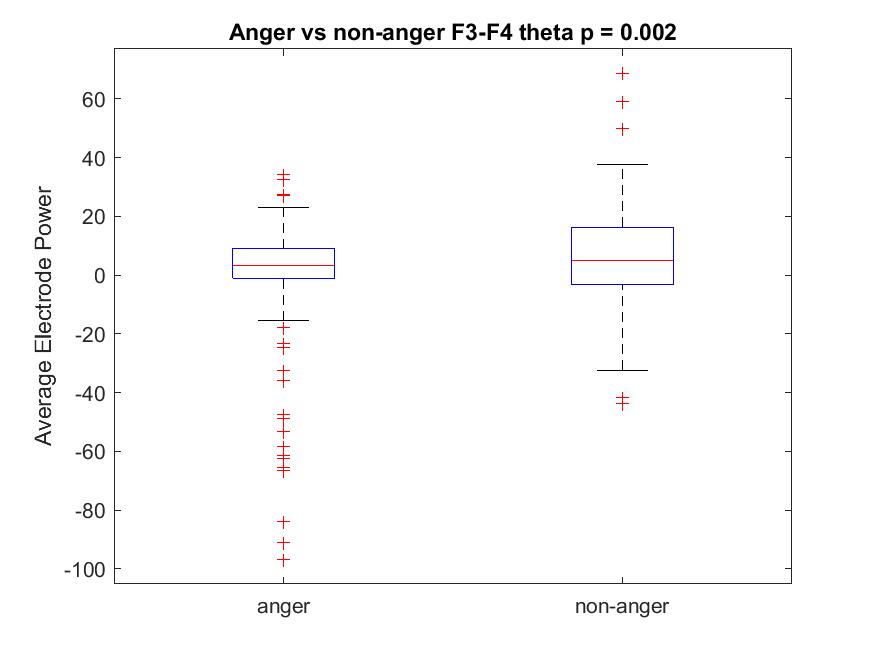 Anger vs non-anger F3-F4 theta p = 0.002
Average Electrode Power
60
40
20
0
-20
-40
-60
-80
-100
anger
non-anger